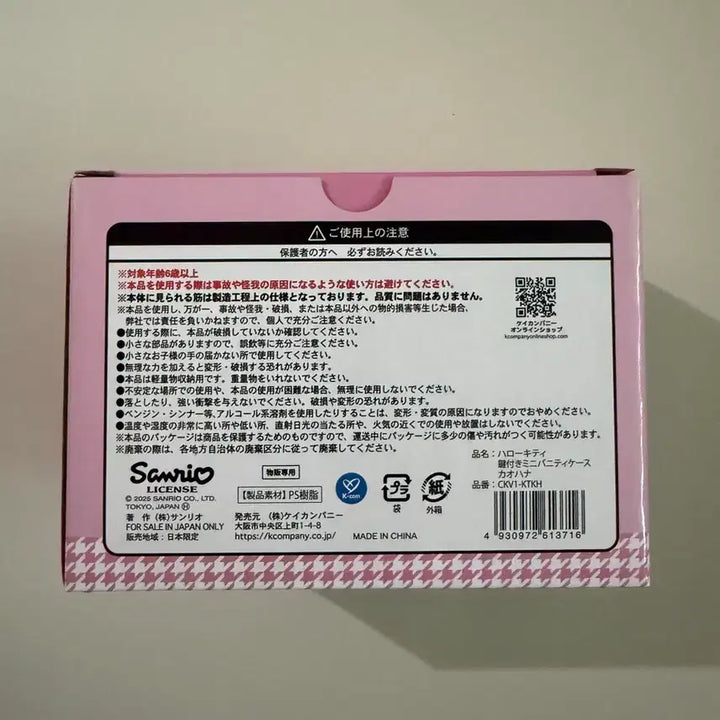 ⚠ ご使用上の注意
保護者の方へ 必ずお読みください。
※対象年齢6歳以上
※本品を使用する際は事故や怪我の原因になるような使い方は避けてください。
※本体に見られる筋は製造工程上の仕様となっております。品質に問題はありません。
※本品を使用し、万が一、事故や怪我・破損、または本品以外への物的損害等生じた場合、
弊社では責任を負いかねますので、個人で充分ご注意ください。
●使用する際に、本品が破損していないか確認してください。
●小さな部品がありますので、誤飲等に充分ご注意ください。
●小さなお子様の手の届かない所で使用してください。
●無理な力を加えると変形・破損する恐れがあります。
●本品は軽量物収納用です。重量物をいれないでください。
●不安定な場所での使用や、本品の使用が困難な場合、無理に使用しないでください。
●落としたり、強い衝撃を与えないでください。破損や変形の恐れがあります。
●ベンジン・シンナー等、アルコール系溶剤を使用したりすることは、変形・変質の原因になりますのでおやめください。
●温度や湿度の非常に高い所や低い所、直射日光の当たる所や、火気の近くでの使用や放置はしないでください。
※本品のパッケージは商品を保護するためのものですので、運送中にパッケージに多少の傷や汚れがつく可能性があります。
※廃棄の際は、各地方自治体の廃棄区分に従って廃棄してください。
ケイカンパニー
オンラインショップ
kcompanyonlineshop.com
Sanrio
LICENSE
© 2025 SANRIO CO., LTD.
TOKYO, JAPAN Ⓗ
著作 (株)サンリオ
FOR SALE IN JAPAN ONLY
販売地域:日本限定
物販専用
【製品素材】PS樹脂
K-com
プラ
袋
紙
外箱
発売元 (株)ケイカンパニー
大阪市中央区上町1-4-8
https://kcompany.co.jp/
MADE IN CHINA
品名:ハローキティ
鍵付きミニバニティケース
カオハナ
品番:CKV1-KTKH
4 930972 613716